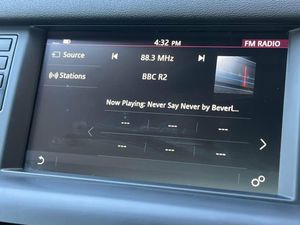 4:32 PM
FM RADIO
Source
88.3 MHz
Stations
BBC R2
Now Playing: Never Say Never by Beverl...
--- --- ---
--- --- ---